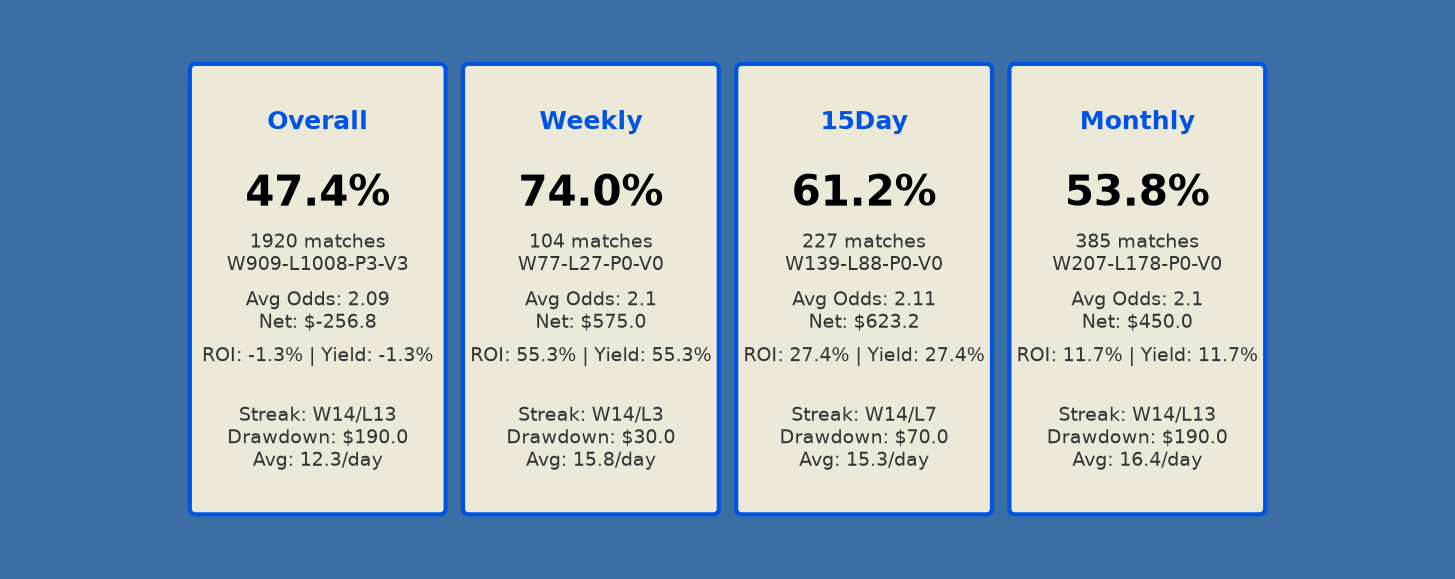 Overall
47.4%
1920 matches
W909-L1008-P3-V3
Avg Odds: 2.09
Net: $-256.8
ROI: -1.3% | Yield: -1.3%
Streak: W14/L13
Drawdown: $190.0
Avg: 12.3/day
Weekly
74.0%
104 matches
W77-L27-P0-V0
Avg Odds: 2.1
Net: $575.0
ROI: 55.3% | Yield: 55.3%
Streak: W14/L3
Drawdown: $30.0
Avg: 15.8/day
15Day
61.2%
227 matches
W139-L88-P0-V0
Avg Odds: 2.11
Net: $623.2
ROI: 27.4% | Yield: 27.4%
Streak: W14/L7
Drawdown: $70.0
Avg: 15.3/day
Monthly
53.8%
385 matches
W207-L178-P0-V0
Avg Odds: 2.1
Net: $450.0
ROI: 11.7% | Yield: 11.7%
Streak: W14/L13
Drawdown: $190.0
Avg: 16.4/day